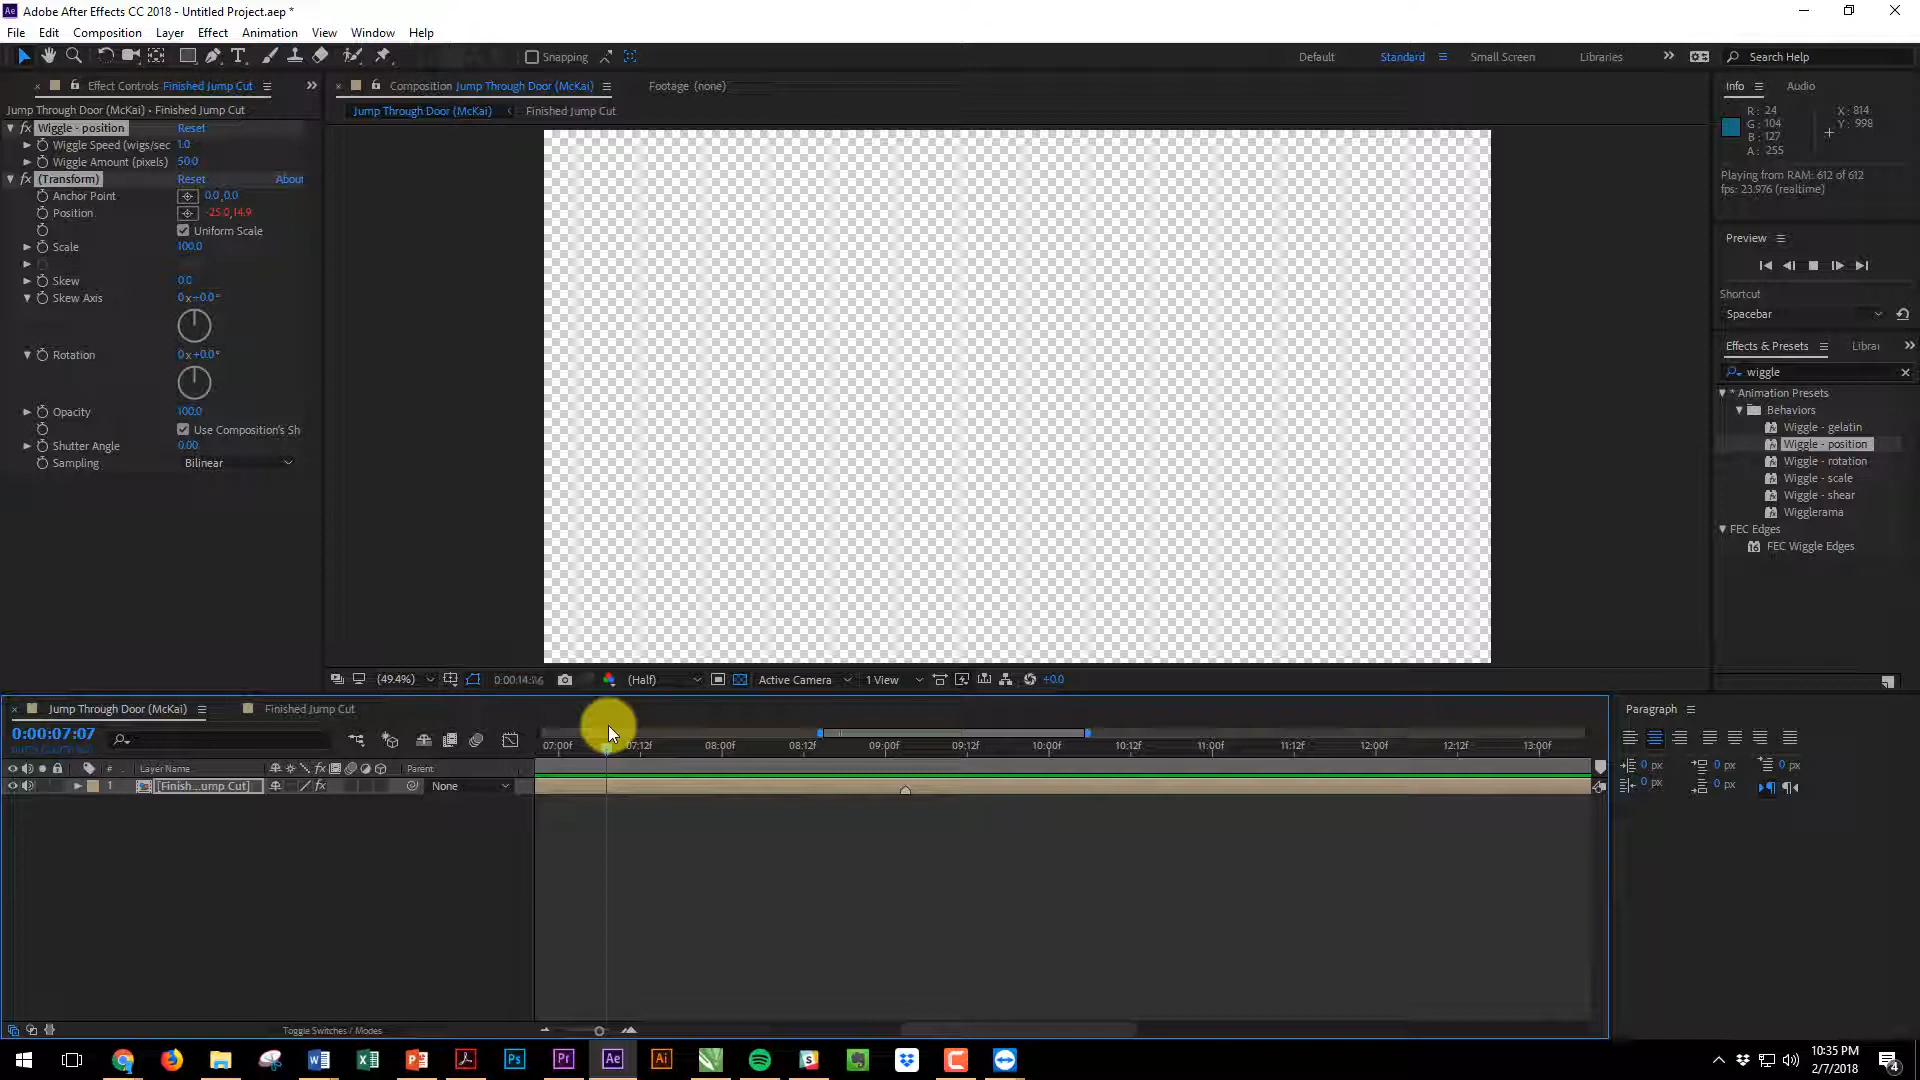 Adobe After Effects CC 2018 - Untitled Project.aep *
File Edit Composition Layer Effect Animation View Window Help
Snapping
Default Standard Small Screen Libraries Search Help
Effect Controls Finished Jump Cut
Composition Jump Through Door (McKai)
Footage (none)
Info Audio
Jump Through Door (McKai) • Finished Jump Cut
Jump Through Door (McKai) Finished Jump Cut
R: 24
G: 104
B: 127
A: 255
X: 814
Y: 998
Playing from RAM: 612 of 612
fps: 23.976 (realtime)
Wiggle - position Reset
Wiggle Speed (wigs/sec 1.0
Wiggle Amount (pixels) 50.0
(Transform) Reset About
Anchor Point 0.0,0.0
Position -25.0,14.9
Uniform Scale
Scale 100.0
Skew 0.0
Skew Axis 0x+0.0°
Rotation 0x+0.0°
Opacity 100.0
Use Composition's Sh
Shutter Angle 0.00
Sampling Bilinear
Preview
Shortcut
Spacebar
Effects & Presets Librar
wiggle
* Animation Presets
Behaviors
Wiggle - gelatin
Wiggle - position
Wiggle - rotation
Wiggle - scale
Wiggle - shear
Wigglerama
FEC Edges
FEC Wiggle Edges
(49.4%) (Half) Active Camera 1 View +0.0
Jump Through Door (McKai) Finished Jump Cut
0:00:07:07
07:00f 07:12f 08:00f 08:12f 09:00f 09:12f 10:00f 10:12f 11:00f 11:12f 12:00f 12:12f 13:00f
# Layer Name fx Parent
1 [Finish...ump Cut] fx None
Toggle Switches / Modes
Paragraph
0 px 0 px 0 px
0 px 0 px
Ps Pr Ae Ai
10:35 PM
2/7/2018
4